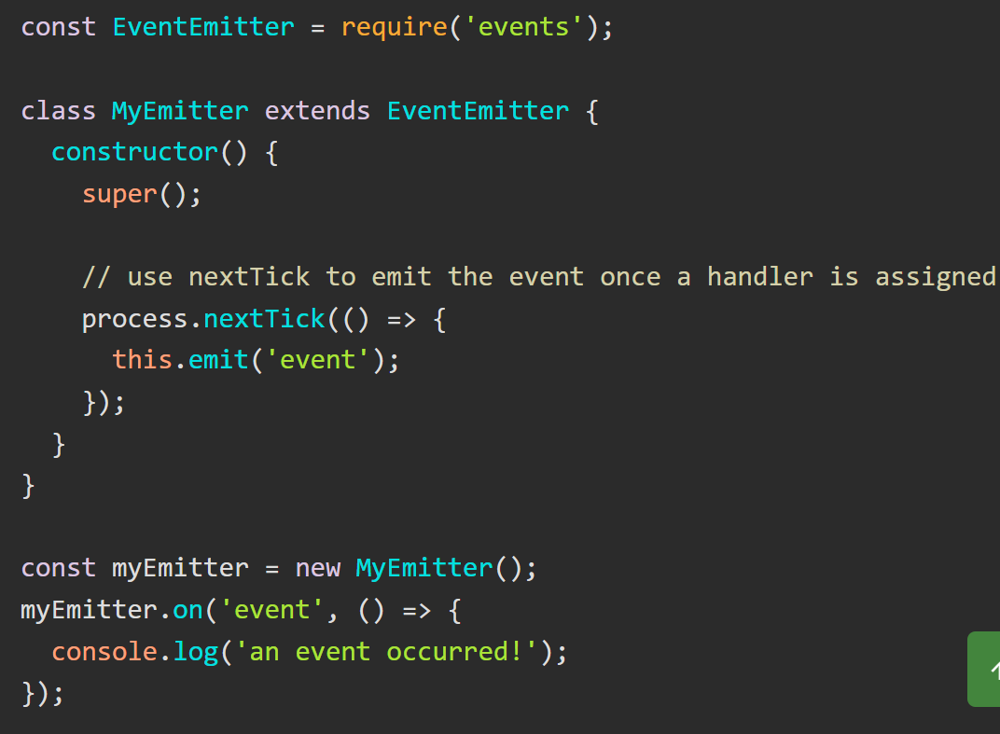 const EventEmitter = require('events');
class MyEmitter extends EventEmitter {
  constructor() {
    super();
    // use nextTick to emit the event once a handler is assigned
    process.nextTick(() => {
      this.emit('event');
    });
  }
}
const myEmitter = new MyEmitter();
myEmitter.on('event', () => {
  console.log('an event occurred!');
});